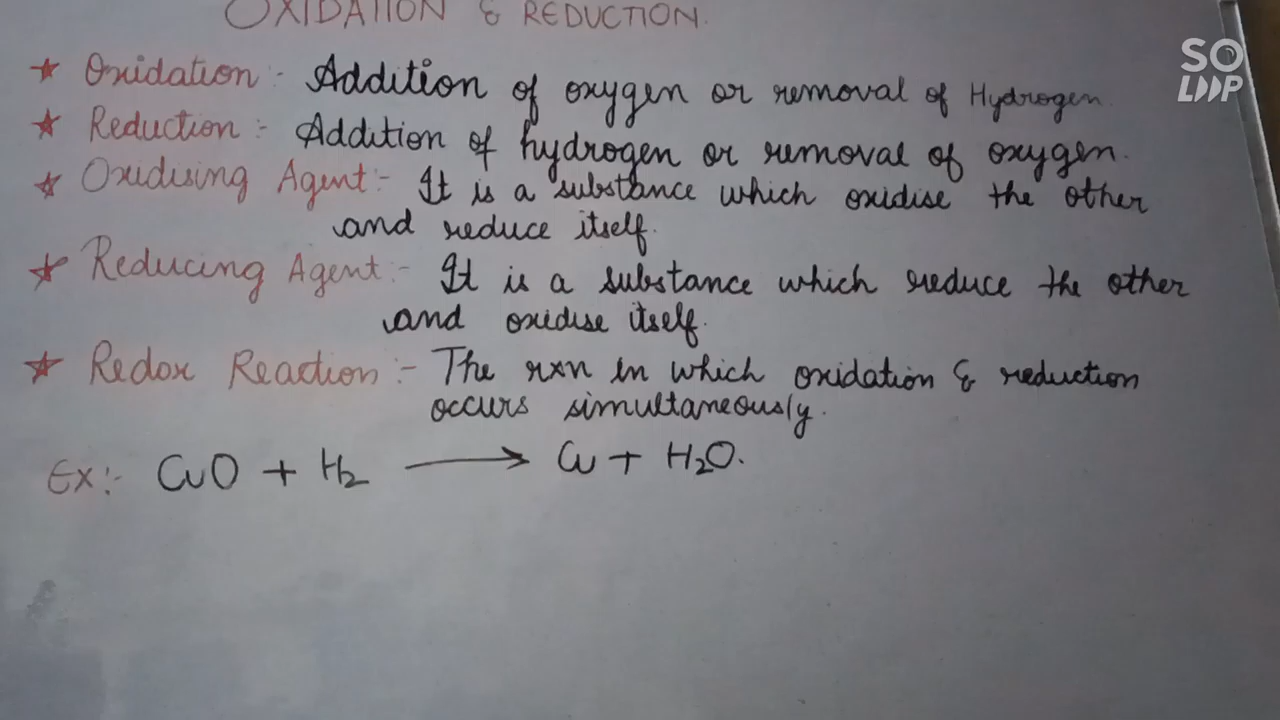 OXIDATION & REDUCTION.
SO
LOOP
★ Oxidation :- Addition of oxygen or removal of Hydrogen
★ Reduction :- Addition of hydrogen or removal of oxygen.
★ Oxidising Agent :- It is a substance which oxidise the other
and reduce itself.
★ Reducing Agent :- It is a substance which reduce the other
and oxidise itself.
★ Redox Reaction :- The rxn in which oxidation & reduction
occurs simultaneously.
Ex:- CuO + H₂ ⟶ Cu + H₂O.